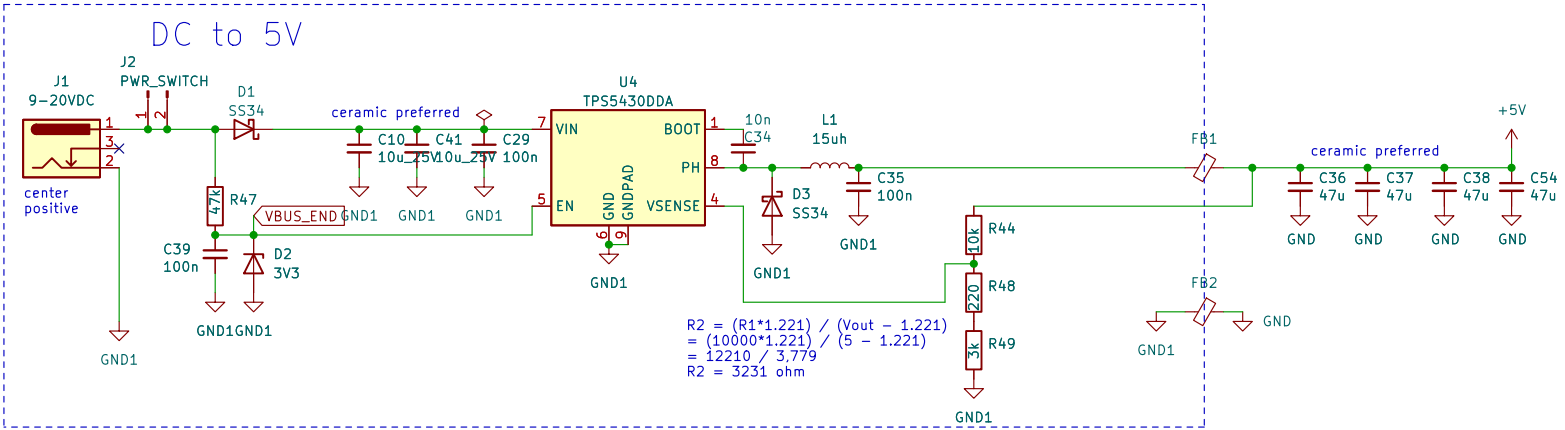 DC to 5V
J1
9-20VDC
1
3
2
center
positive
J2
PWR_SWITCH
1
2
D1
SS34
47k
R47
C39
100n
VBUS_END
D2
3V3
GND1
GND1
GND1
ceramic preferred
C10
10u_25V
C41
10u_25V
C29
100n
GND1
GND1
GND1
U4
TPS5430DDA
7
VIN
5
EN
BOOT
1
PH
8
VSENSE
4
GND
6
GNDPAD
9
GND1
10n
C34
D3
SS34
GND1
L1
15uh
C35
100n
GND1
10k
R44
220
R48
3k
R49
GND1
R2 = (R1*1.221) / (Vout - 1.221)
= (10000*1.221) / (5 - 1.221)
= 12210 / 3,779
R2 = 3231 ohm
FB1
FB2
GND1
GND
ceramic preferred
+5V
C36
47u
C37
47u
C38
47u
C54
47u
GND
GND
GND
GND